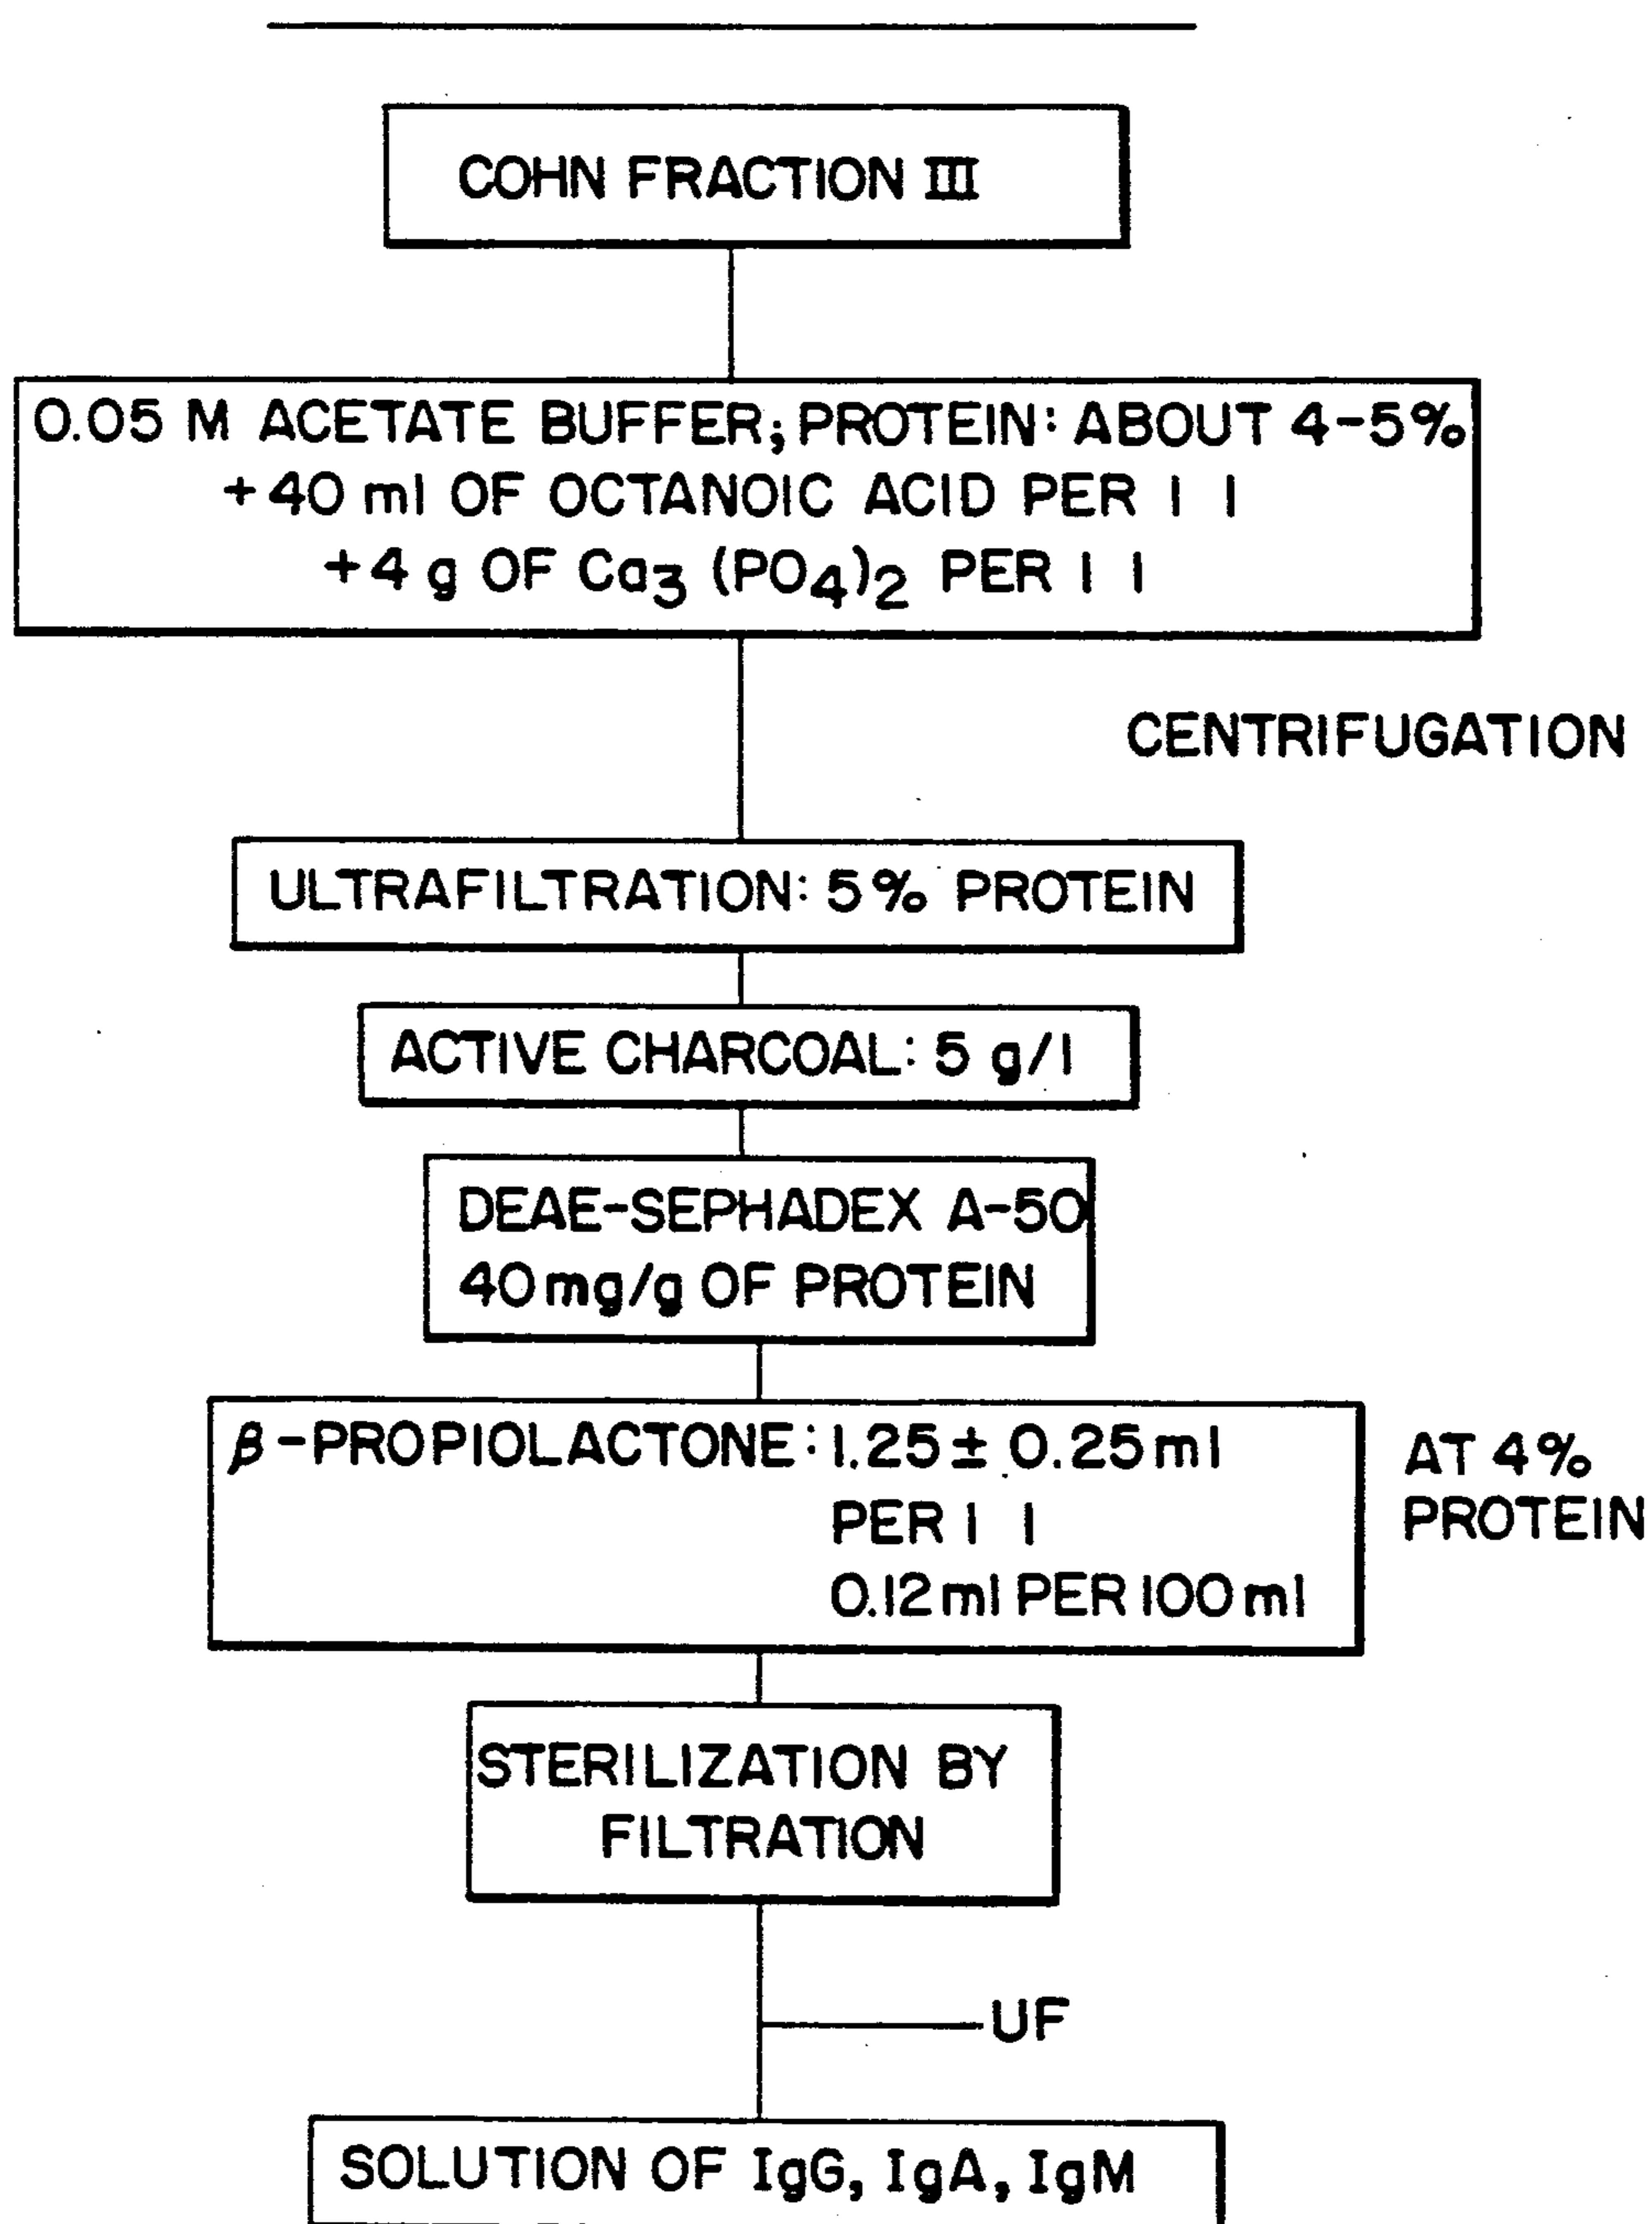 COHN FRACTION III
0.05 M ACETATE BUFFER; PROTEIN: ABOUT 4-5%
+40 ml OF OCTANOIC ACID PER 1 l
+4 g OF Ca3 (PO4)2 PER 1 l
CENTRIFUGATION
ULTRAFILTRATION: 5% PROTEIN
ACTIVE CHARCOAL: 5 g/l
DEAE-SEPHADEX A-50
40 mg/g OF PROTEIN
β-PROPIOLACTONE: 1.25 ± 0.25 ml
PER 1 l
0.12 ml PER 100 ml
AT 4%
PROTEIN
STERILIZATION BY
FILTRATION
UF
SOLUTION OF IgG, IgA, IgM